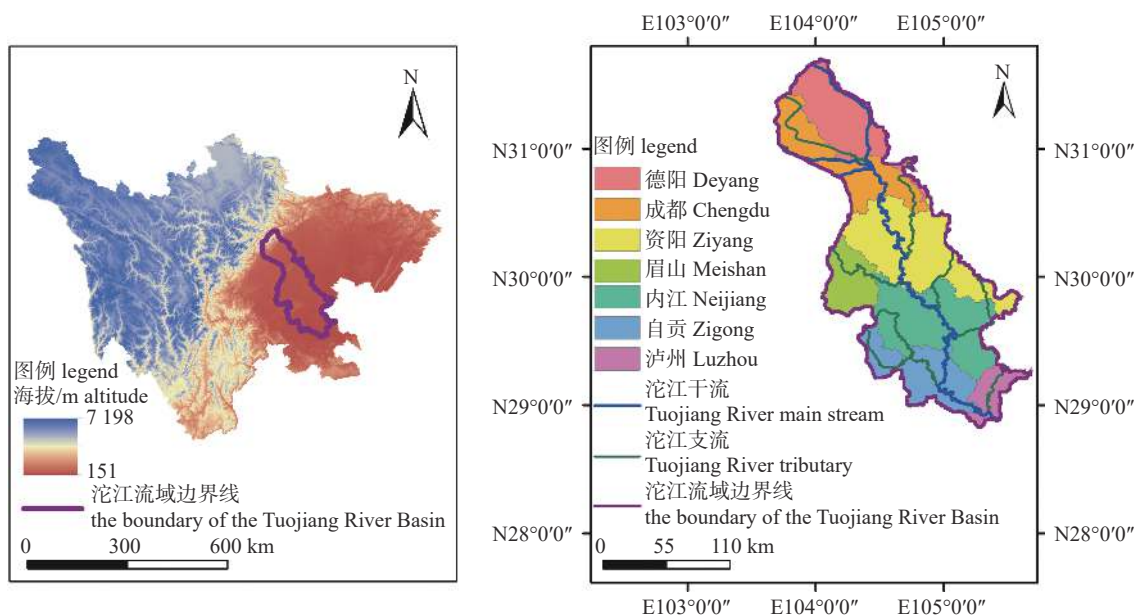 N
图例 legend
海拔/m altitude
7 198
151
沱江流域边界线
the boundary of the Tuojiang River Basin
0 300 600 km
E103°0′0″ E104°0′0″ E105°0′0″
N
N31°0′0″ N31°0′0″
N30°0′0″ N30°0′0″
N29°0′0″ N29°0′0″
N28°0′0″ N28°0′0″
图例 legend
德阳 Deyang
成都 Chengdu
资阳 Ziyang
眉山 Meishan
内江 Neijiang
自贡 Zigong
泸州 Luzhou
沱江干流
Tuojiang River main stream
沱江支流
Tuojiang River tributary
沱江流域边界线
the boundary of the Tuojiang River Basin
0 55 110 km
E103°0′0″ E104°0′0″ E105°0′0″